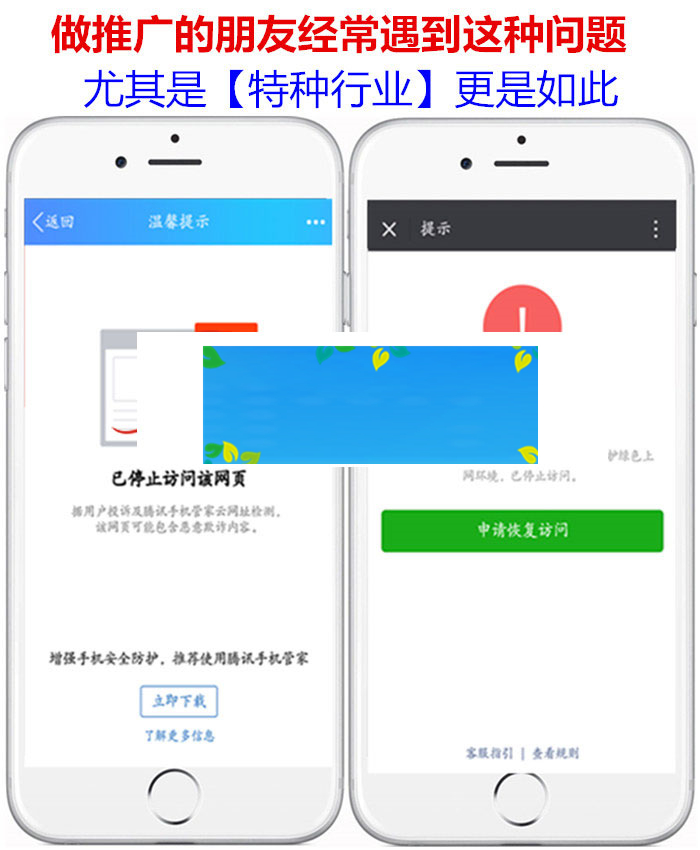 做推广的朋友经常遇到这种问题
尤其是【特种行业】更是如此
返回
温馨提示
已停止访问该网页
据用户投诉及腾讯手机管家云网址检测,
该网页可能包含恶意欺诈内容。
增强手机安全防护,推荐使用腾讯手机管家
立即下载
了解更多信息
提示
护绿色上
网环境,已停止访问。
申请恢复访问
客服指引 | 查看规则